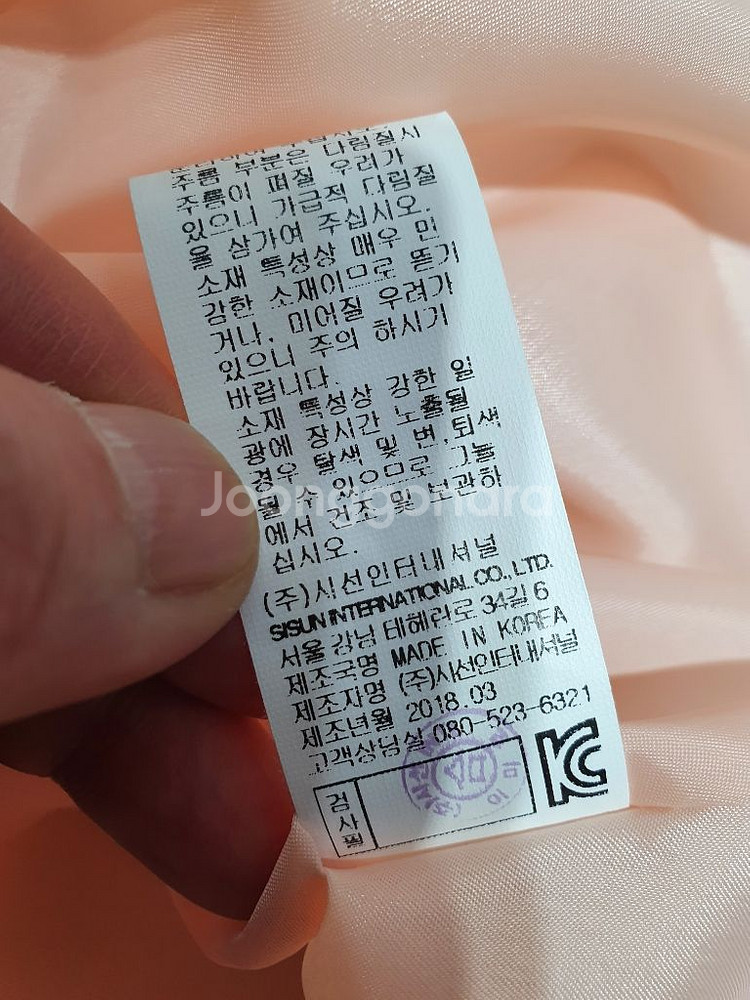 주름 부분은 다림질시
주름이 펴질 우려가
있으니 가급적 다림질
을 삼가여 주십시오.
소재 특성상 매우 민
감한 소재이므로 뜯기
거나, 미어질 우려가
있으니 주의 하시기
바랍니다.
소재 특성상 강한 일
광에 장시간 노출될
경우 탈색 및 변,퇴색
될 수 있으므로 그늘
에서 건조 및 보관하
십시오.
Joonggonara
(주)시선인터내셔널
SISUN INTERNATIONAL CO., LTD.
서울 강남 테헤란로 34길 6
제조국명 MADE IN KOREA
제조자명 (주)시선인터내셔널
제조년월 2018.03
고객상담실 080-523-6321
검사필
KC